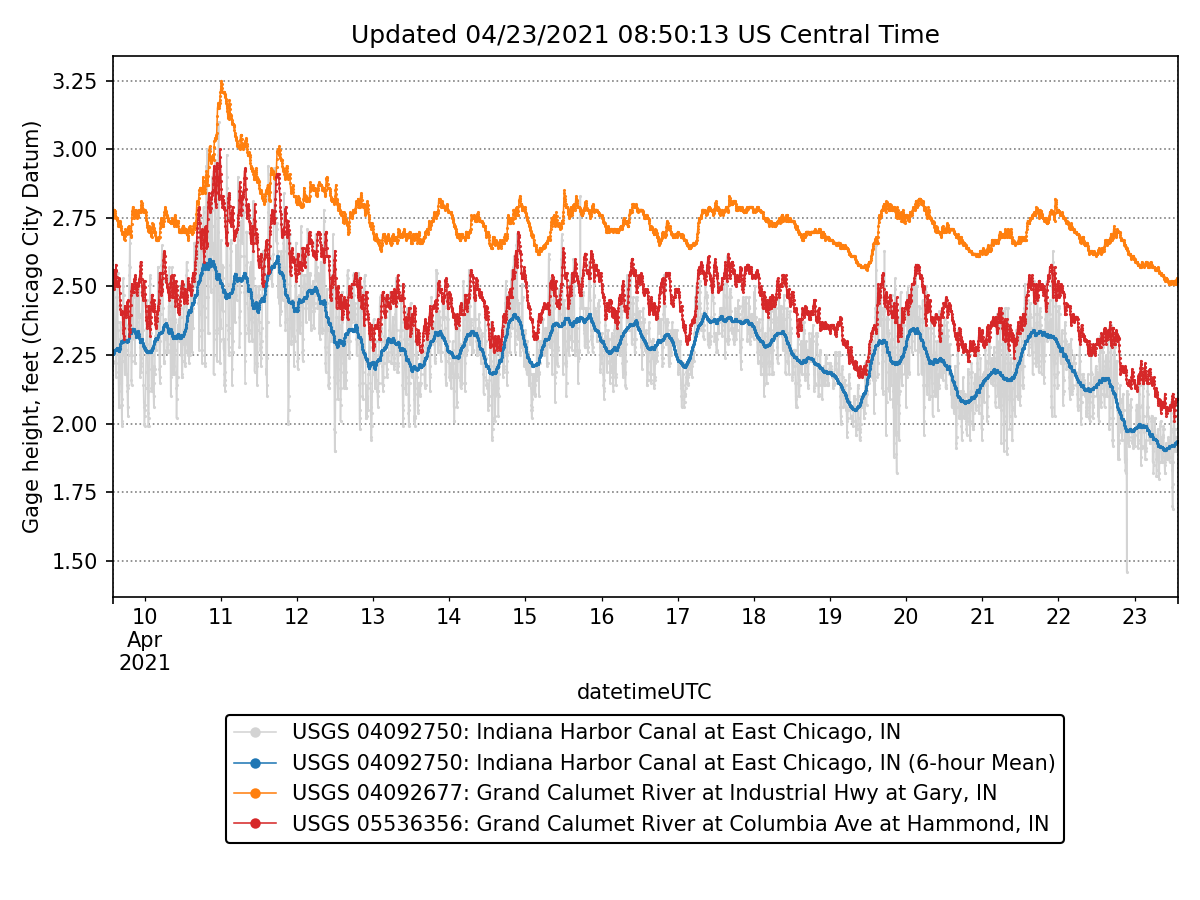 Updated 04/23/2021 08:50:13 US Central Time
Gage height, feet (Chicago City Datum)
3.25
3.00
2.75
2.50
2.25
2.00
1.75
1.50
10 11 12 13 14 15 16 17 18 19 20 21 22 23
Apr
2021
datetimeUTC
USGS 04092750: Indiana Harbor Canal at East Chicago, IN
USGS 04092750: Indiana Harbor Canal at East Chicago, IN (6-hour Mean)
USGS 04092677: Grand Calumet River at Industrial Hwy at Gary, IN
USGS 05536356: Grand Calumet River at Columbia Ave at Hammond, IN